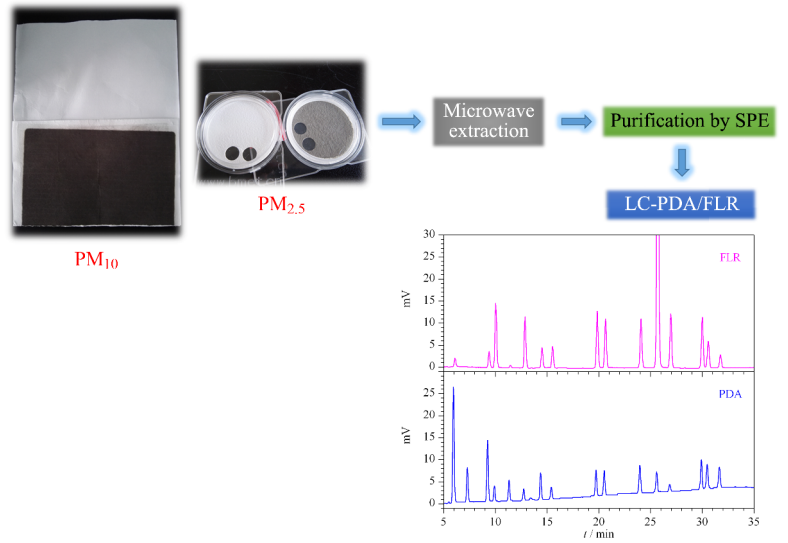 PM10
PM2.5
Microwave
extraction
Purification by SPE
LC-PDA/FLR
30
25
20
15
10
5
0
mV
FLR
25
20
15
10
5
0
mV
PDA
5
10
15
20
25
30
35
t / min